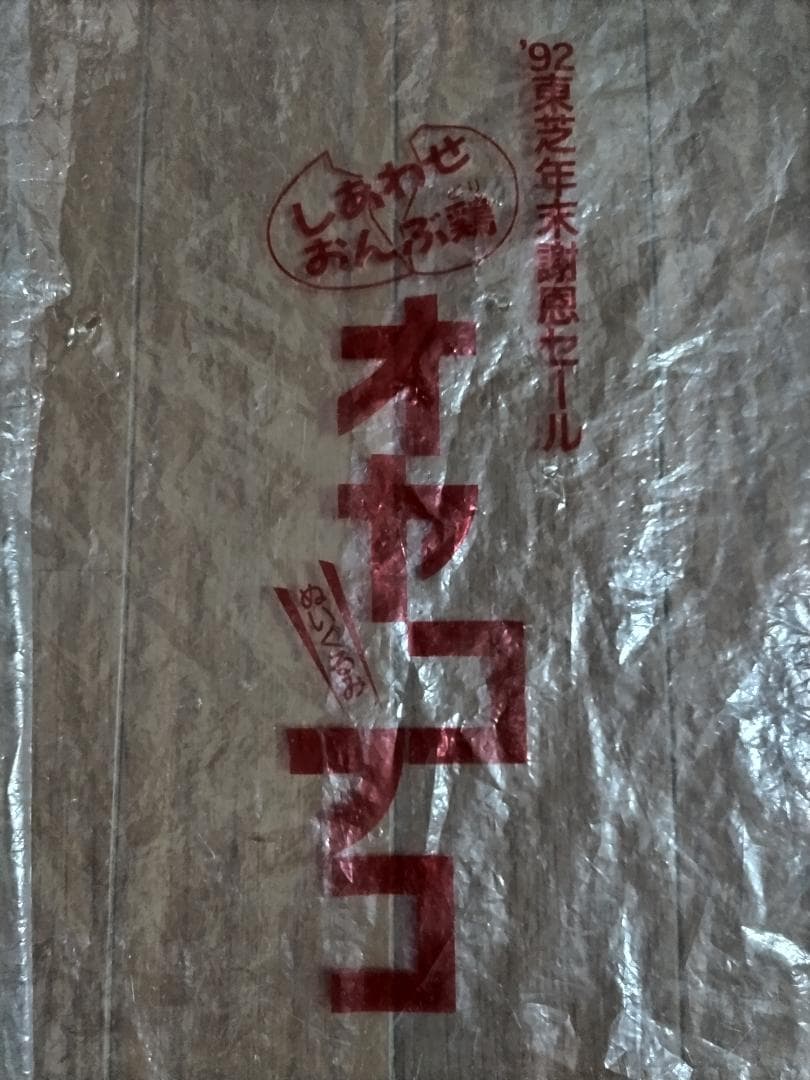 '92東芝年末謝恩セール
しあわせ
おんぶ鶏
オヤコッコ
ぬいぐるみ